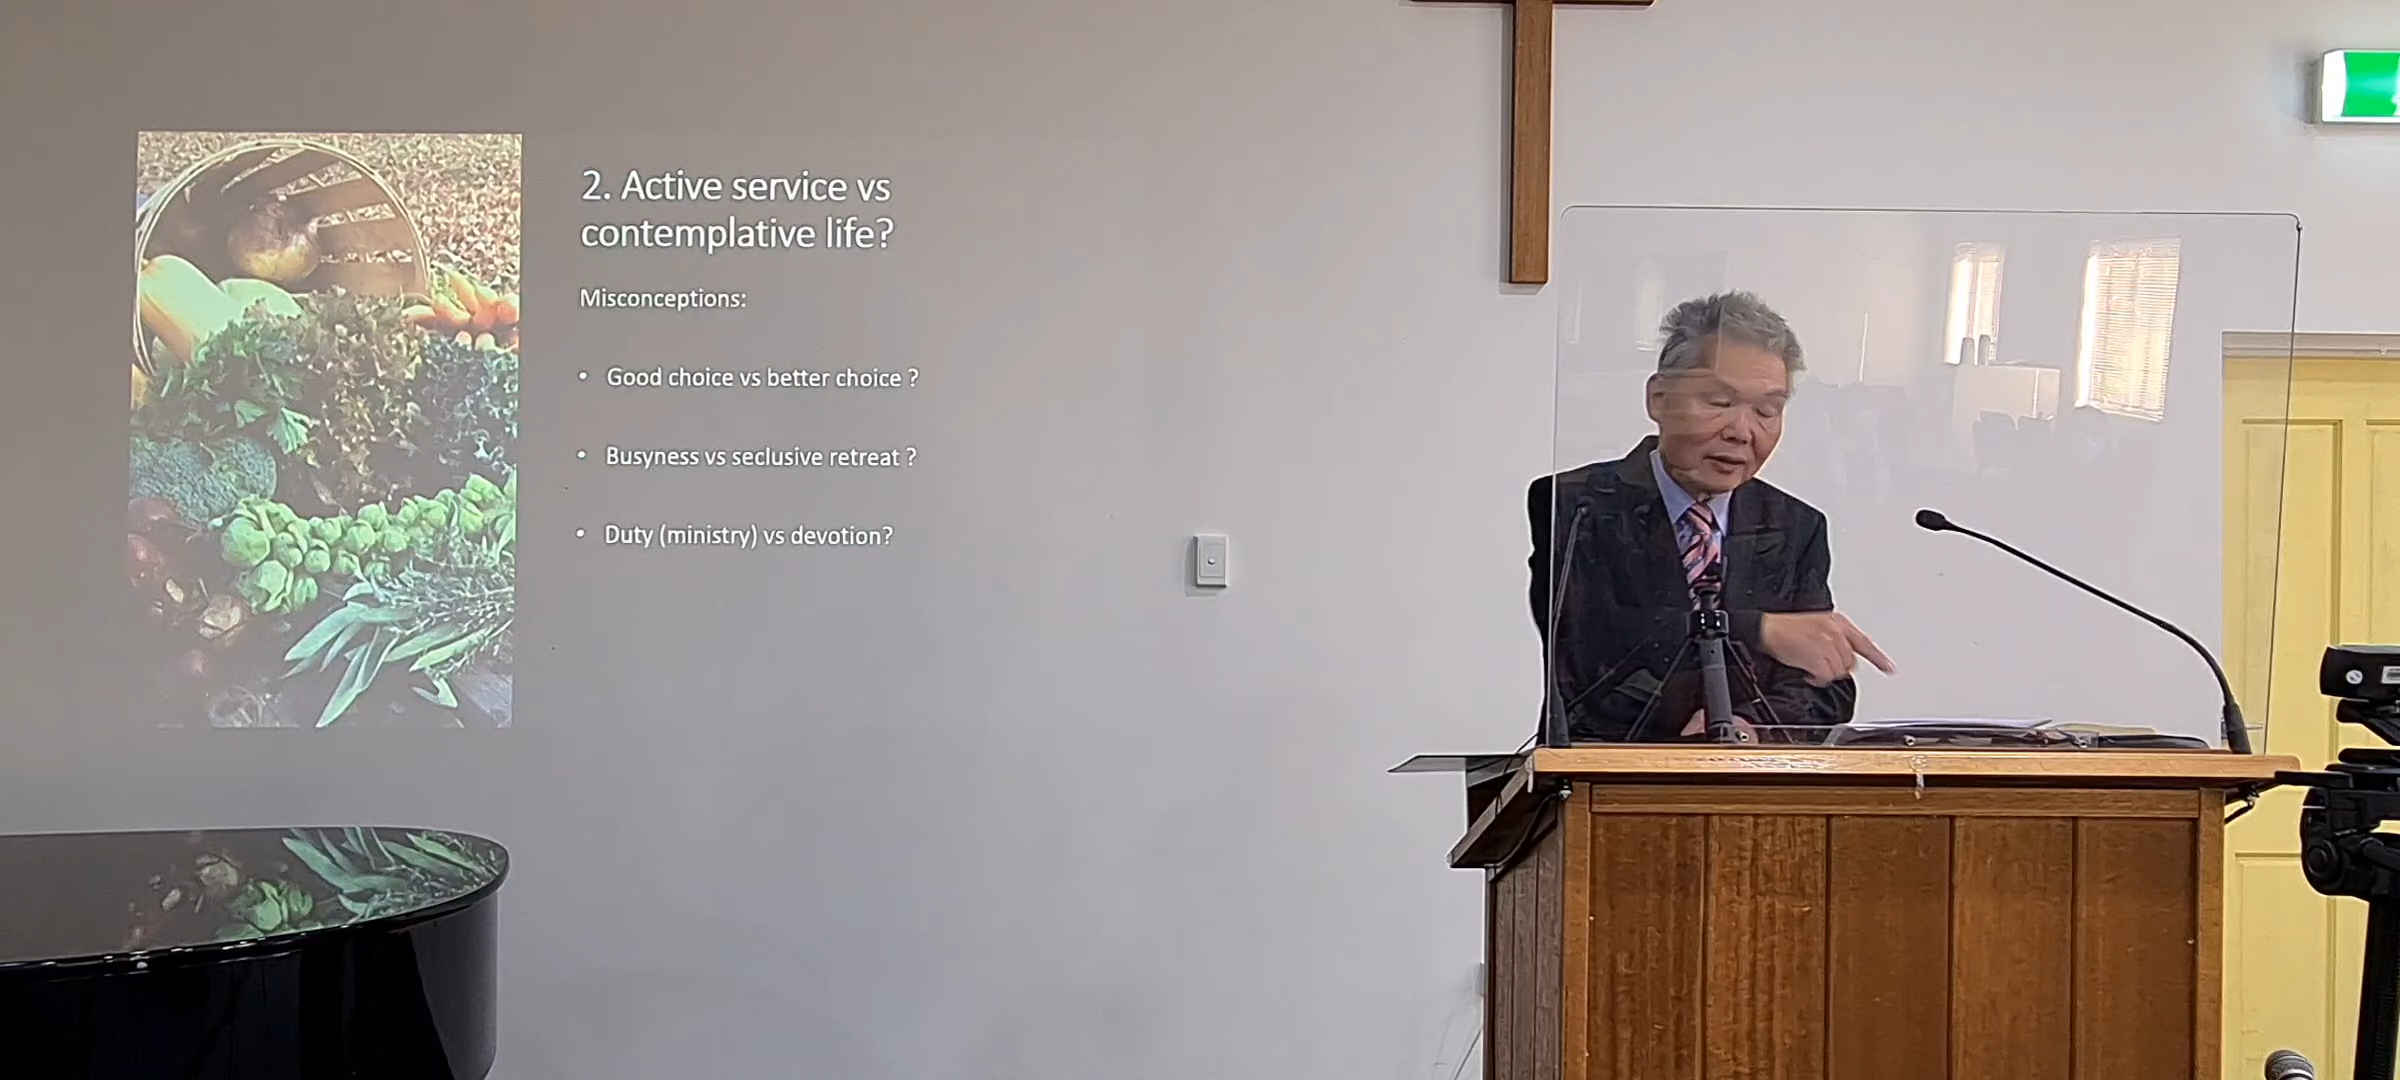 2. Active service vs
contemplative life?
Misconceptions:
• Good choice vs better choice ?
• Busyness vs seclusive retreat ?
• Duty (ministry) vs devotion?